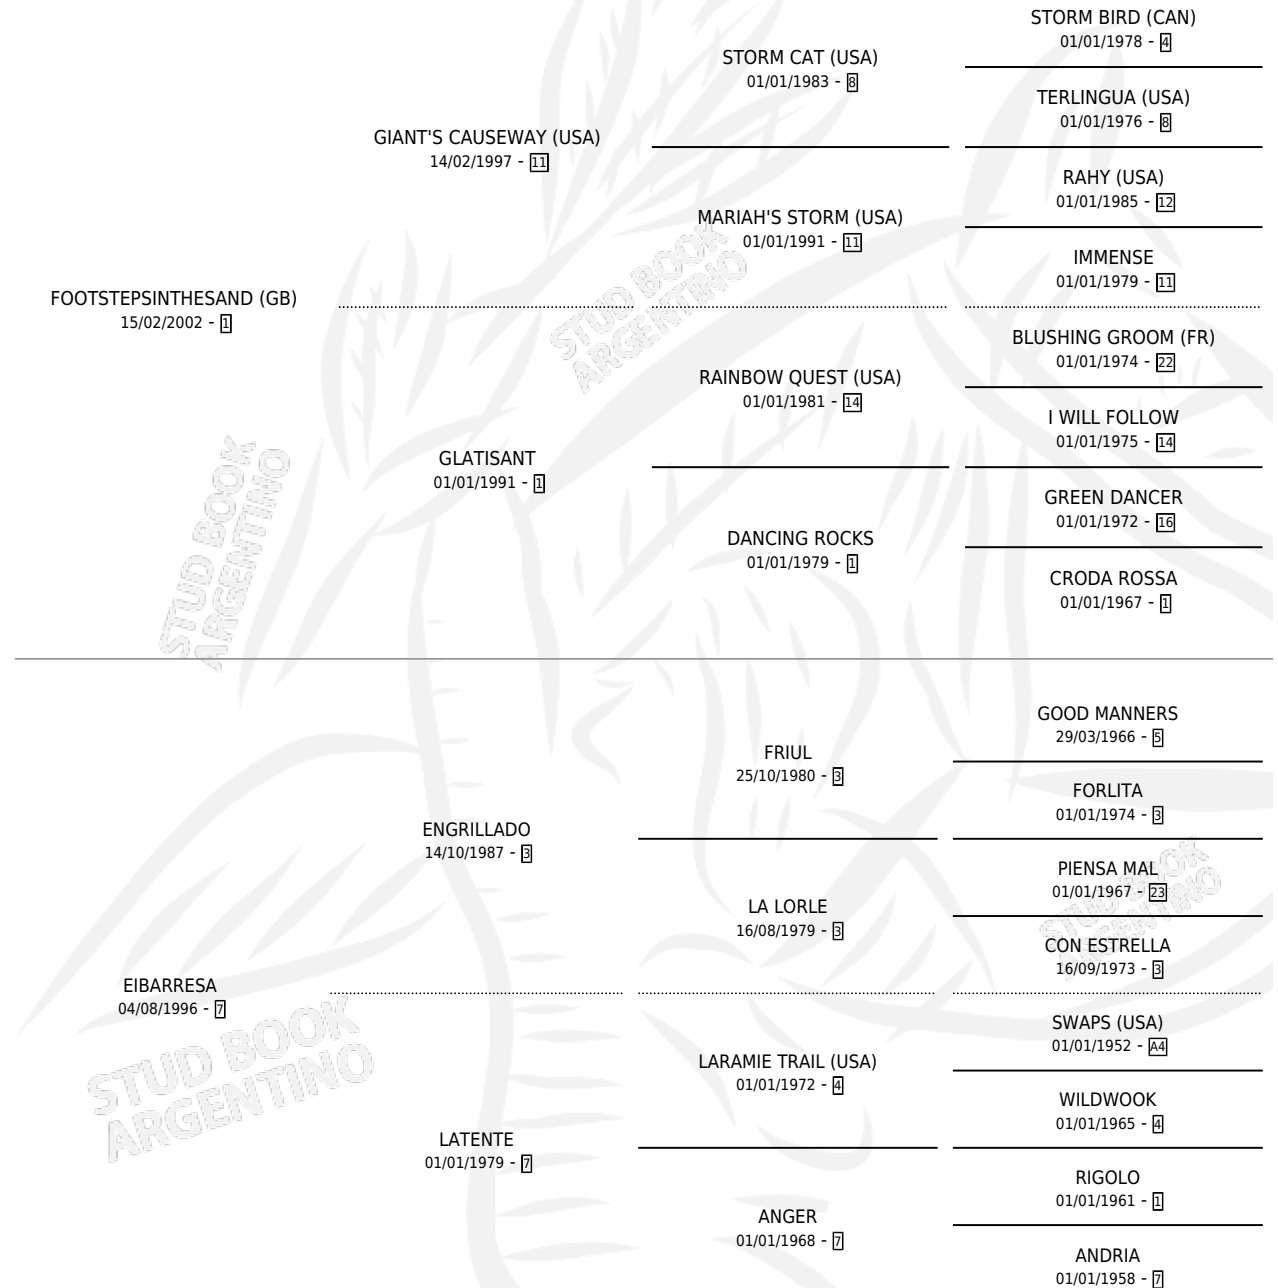 STORM BIRD (CAN)
01/01/1978 - 4
STORM CAT (USA)
01/01/1983 - 8
TERLINGUA (USA)
01/01/1976 - 8
GIANT'S CAUSEWAY (USA)
14/02/1997 - 11
RAHY (USA)
01/01/1985 - 12
MARIAH'S STORM (USA)
01/01/1991 - 11
IMMENSE
01/01/1979 - 11
FOOTSTEPSINTHESAND (GB)
15/02/2002 - 1
BLUSHING GROOM (FR)
01/01/1974 - 22
RAINBOW QUEST (USA)
01/01/1981 - 14
I WILL FOLLOW
01/01/1975 - 14
GLATISANT
01/01/1991 - 1
GREEN DANCER
01/01/1972 - 16
DANCING ROCKS
01/01/1979 - 1
CRODA ROSSA
01/01/1967 - 1
GOOD MANNERS
29/03/1966 - 5
FRIUL
25/10/1980 - 3
FORLITA
01/01/1974 - 3
ENGRILLADO
14/10/1987 - 3
PIENSA MAL
01/01/1967 - 23
LA LORLE
16/08/1979 - 3
CON ESTRELLA
16/09/1973 - 3
EIBARRESA
04/08/1996 - 7
SWAPS (USA)
01/01/1952 - A4
LARAMIE TRAIL (USA)
01/01/1972 - 4
WILDWOOK
01/01/1965 - 4
LATENTE
01/01/1979 - 7
RIGOLO
01/01/1961 - 1
ANGER
01/01/1968 - 7
ANDRIA
01/01/1958 - 7
STUD BOOK
ARGENTINO
STUD BOOK
ARGENTINO
STUD BOOK
ARGENTINO
STUD BOOK
ARGENTINO